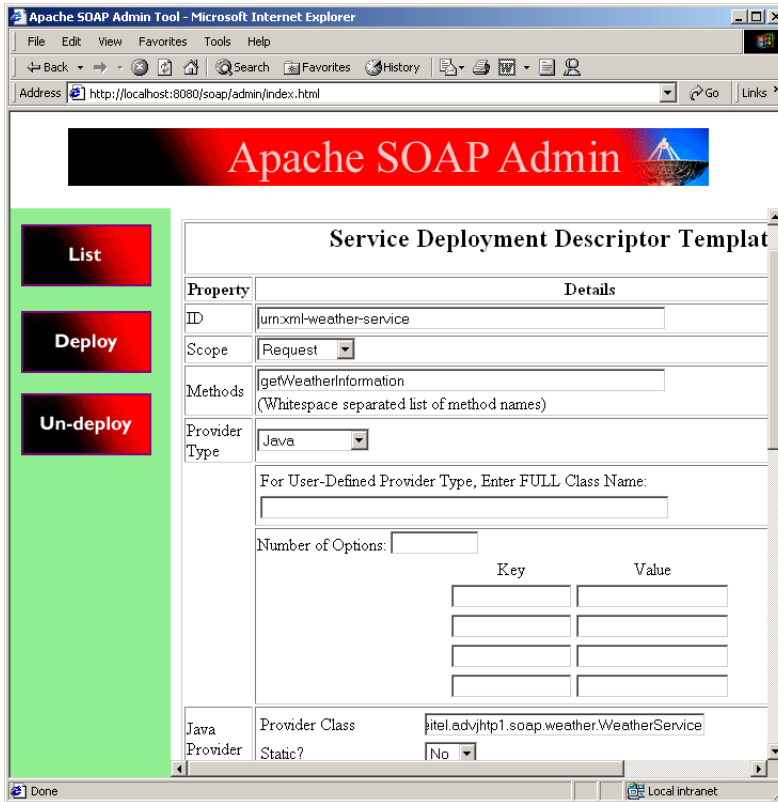 Apache SOAP Admin Tool - Microsoft Internet Explorer
File Edit View Favorites Tools Help
Back Search Favorites History
Address http://localhost:8080/soap/admin/index.html Go Links
Apache SOAP Admin
List
Deploy
Un-deploy
Service Deployment Descriptor Templat
Property Details
ID urn:xml-weather-service
Scope Request
Methods getWeatherInformation
(Whitespace separated list of method names)
Provider Type Java
For User-Defined Provider Type, Enter FULL Class Name:
Number of Options:
Key Value
Java Provider
Provider Class eitel.advjhtp1.soap.weather.WeatherService
Static? No
Done Local intranet